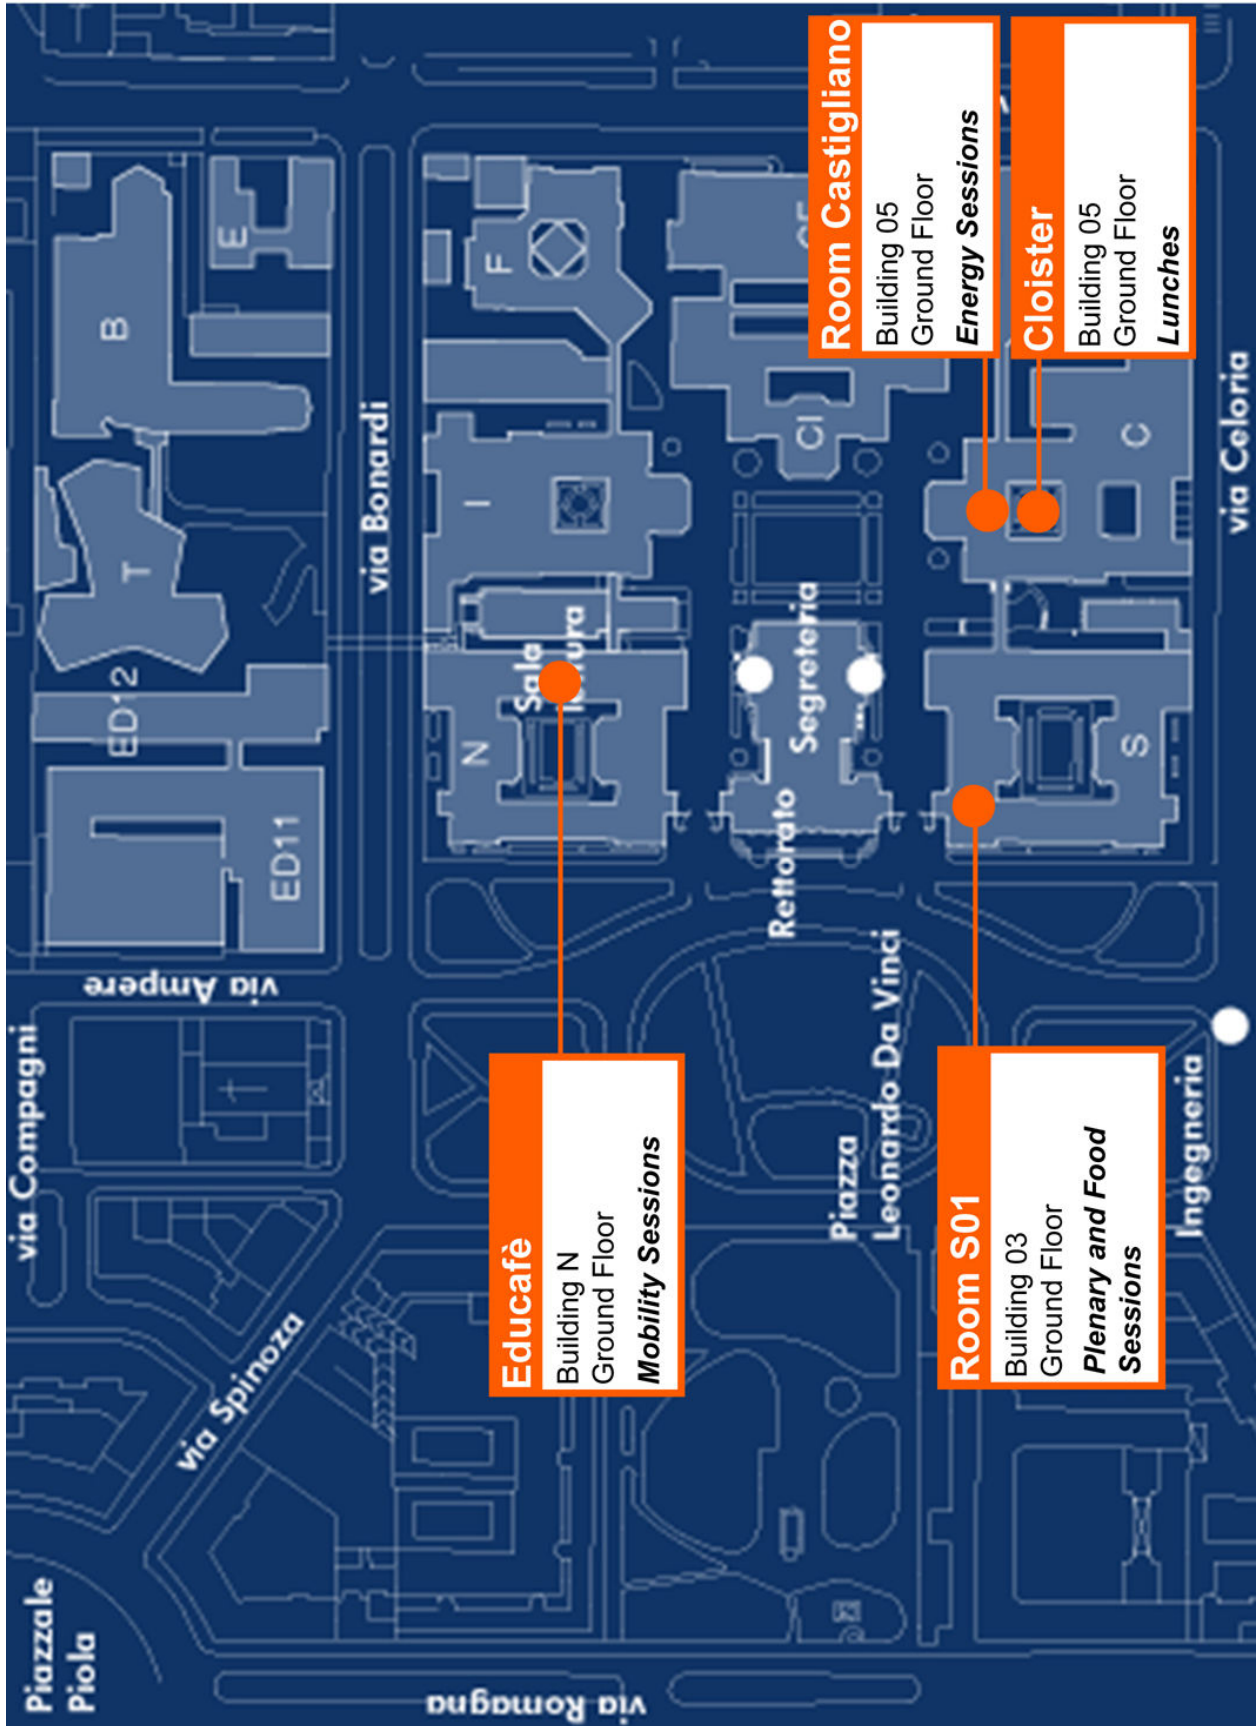 Piazzale
Piola
via Romagna
via Spinoza
via Compagni
via Ampere
ED11
ED12
T
B
E
via Bonardi
Educafè
Building N
Ground Floor
Mobility Sessions
N
Sala
I
F
Piazza
Leonardo Da Vinci
Rettorato
Segreteria
CI
Room Castigliano
Building 05
Ground Floor
Energy Sessions
Room S01
Building 03
Ground Floor
Plenary and Food
Sessions
Cloister
Building 05
Ground Floor
Lunches
S
C
Ingegneria
via Celoria